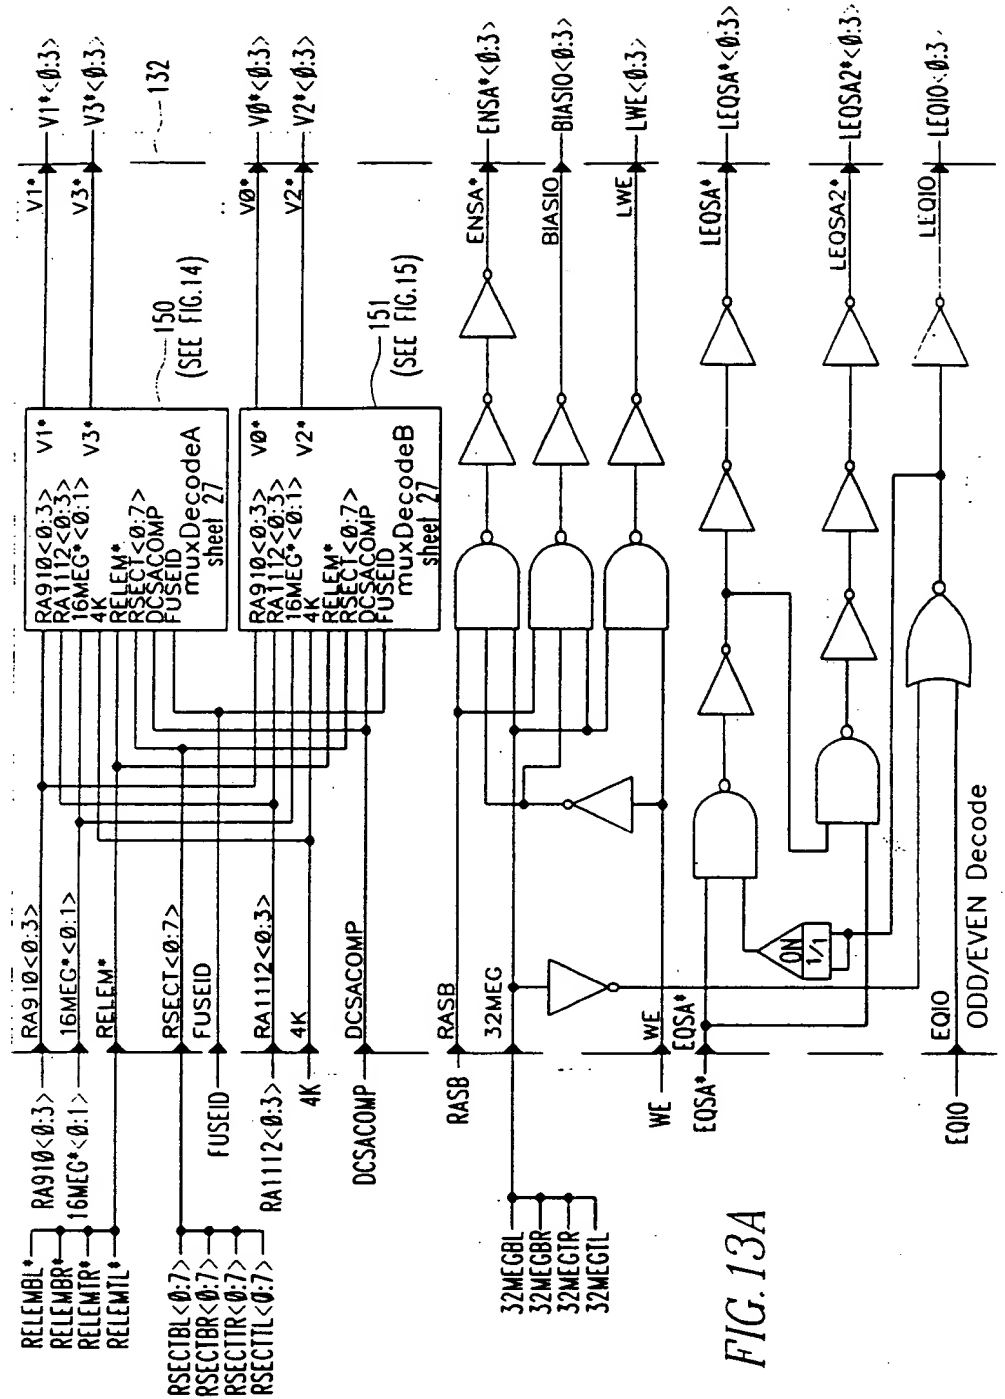 RELEMBL*
RELEMBR*
RELEMTR*
RELEMTL*
RSECTBL<0:7>
RSECTBR<0:7>
RSECTTR<0:7>
RSECTTL<0:7>
32MEGBL
32MEGBR
32MEGTR
32MEGTL
RA910<0:3>
16MEG*<0:1>
FUSEID
RA1112<0:3>
4K
DCSACOMP
RASB
WE
EQSA*
EQIO
RA910<0:3>
16MEG*<0:1>
RELEM*
RSECT<0:7>
FUSEID
RA1112<0:3>
4K
DCSACOMP
RASB
32MEG
WE
EQSA*
EQIO
ODD/EVEN Decode
ON
1/1
RA910<0:3>
RA1112<0:3>
16MEG*<0:1>
4K
RELEM*
RSECT<0:7>
DCSACOMP
FUSEID
V1*
V3*
muxDecodeA
sheet 27
RA910<0:3>
RA1112<0:3>
16MEG*<0:1>
4K
RELEM*
RSECT<0:7>
DCSACOMP
FUSEID
V0*
V2*
muxDecodeB
sheet 27
150
(SEE FIG.14)
151
(SEE FIG.15)
V1*
V3*
V0*
V2*
ENSA*
BIASIO
LWE
LEQSA*
LEQSA2*
LEQIO
V1*<0:3>
V3*<0:3>
132
V0*<0:3>
V2*<0:3>
ENSA*<0:3>
BIASIO<0:3>
LWE<0:3>
LEQSA*<0:3>
LEQSA2*<0:3>
LEQIO<0:3>
FIG. 13A